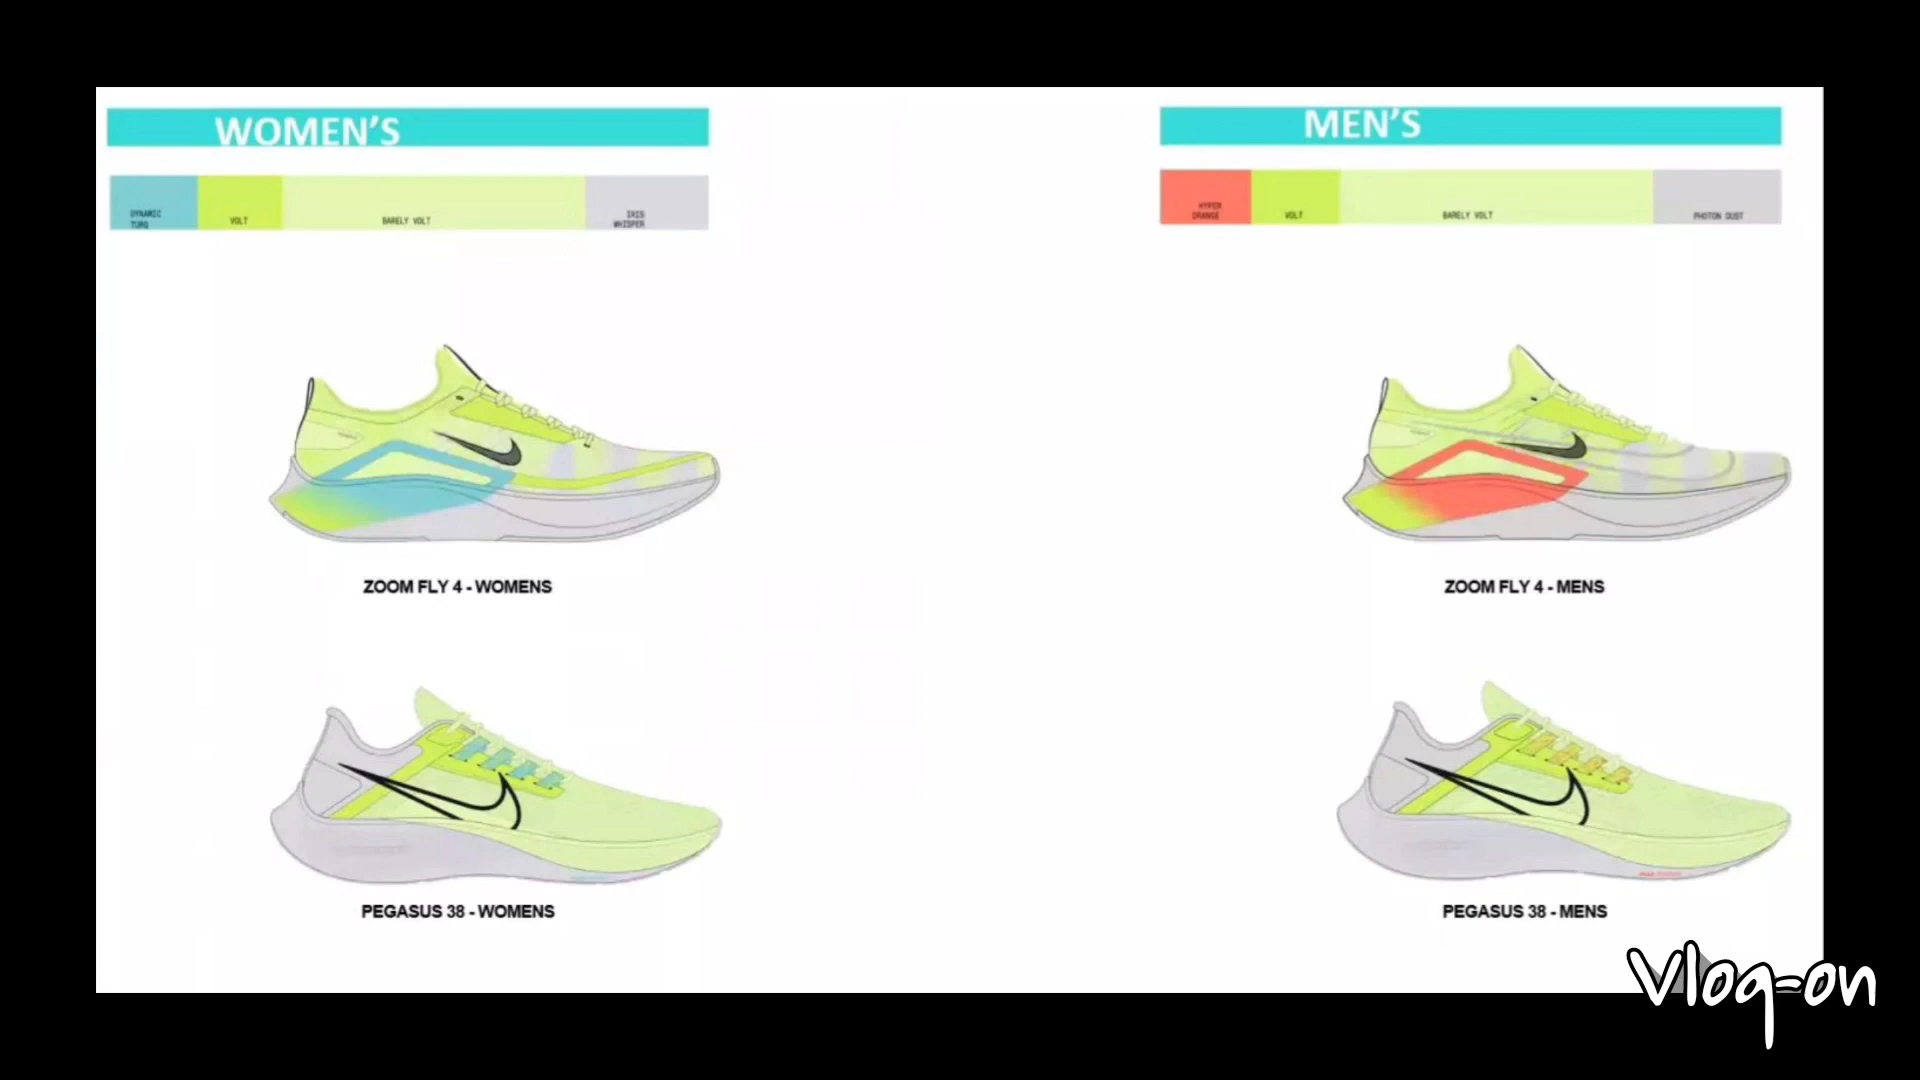 WOMEN'S
DYNAMIC
TURQ
VOLT
BARELY VOLT
IRIS
WHISPER
MEN'S
HYPER
ORANGE
VOLT
BARELY VOLT
PHOTON DUST
ZOOM FLY 4 - WOMENS
ZOOM FLY 4 - MENS
PEGASUS 38 - WOMENS
PEGASUS 38 - MENS
Vlog-on